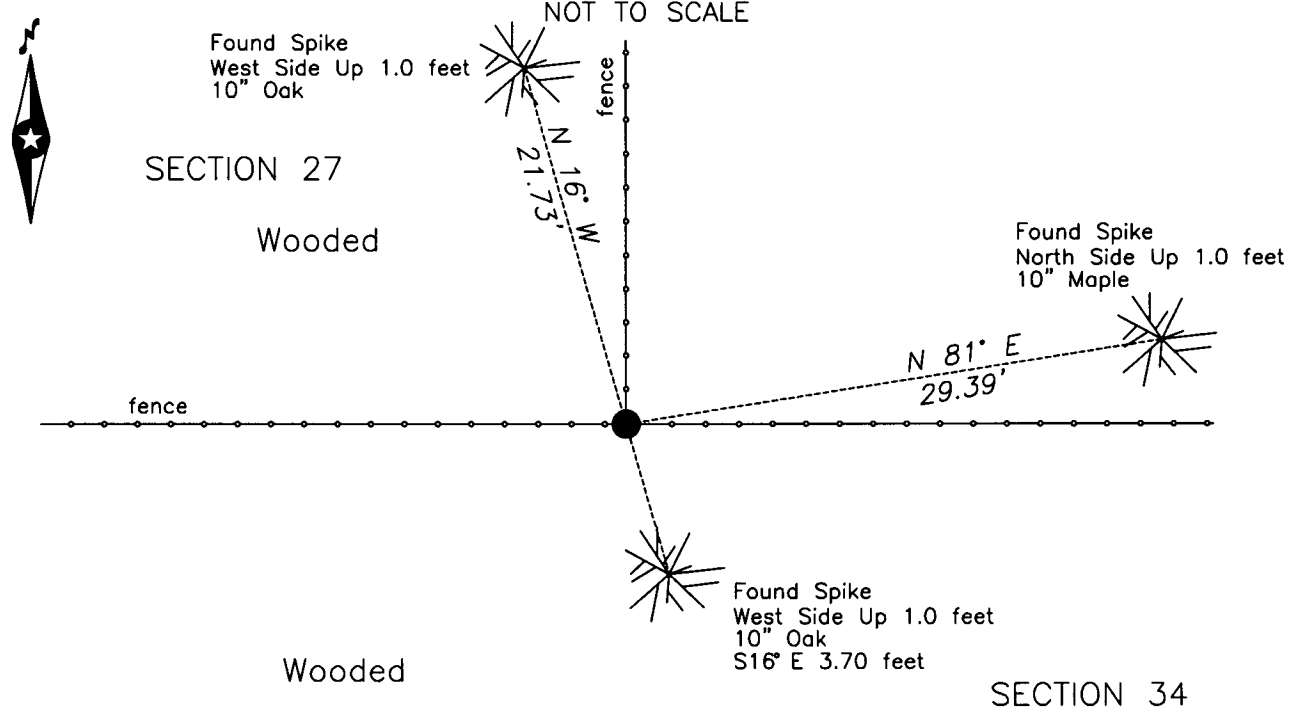 NOT TO SCALE
N
Found Spike
West Side Up 1.0 feet
10" Oak
fence
SECTION 27
N 16° W
21.73'
Wooded
Found Spike
North Side Up 1.0 feet
10" Maple
N 81° E
29.39'
fence
Found Spike
West Side Up 1.0 feet
10" Oak
S16° E 3.70 feet
Wooded
SECTION 34